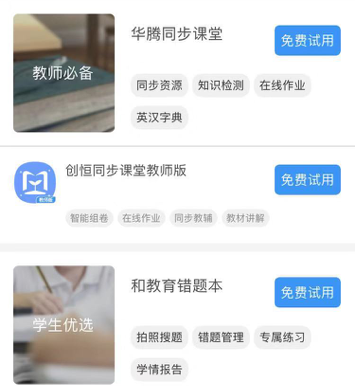 华腾同步课堂
免费试用
教师必备
同步资源 知识检测 在线作业
英汉字典
创恒同步课堂教师版
免费试用
教师版
智能组卷 在线作业 同步教辅 教材讲解
和教育错题本
免费试用
学生优选
拍照搜题 错题管理 专属练习
学情报告